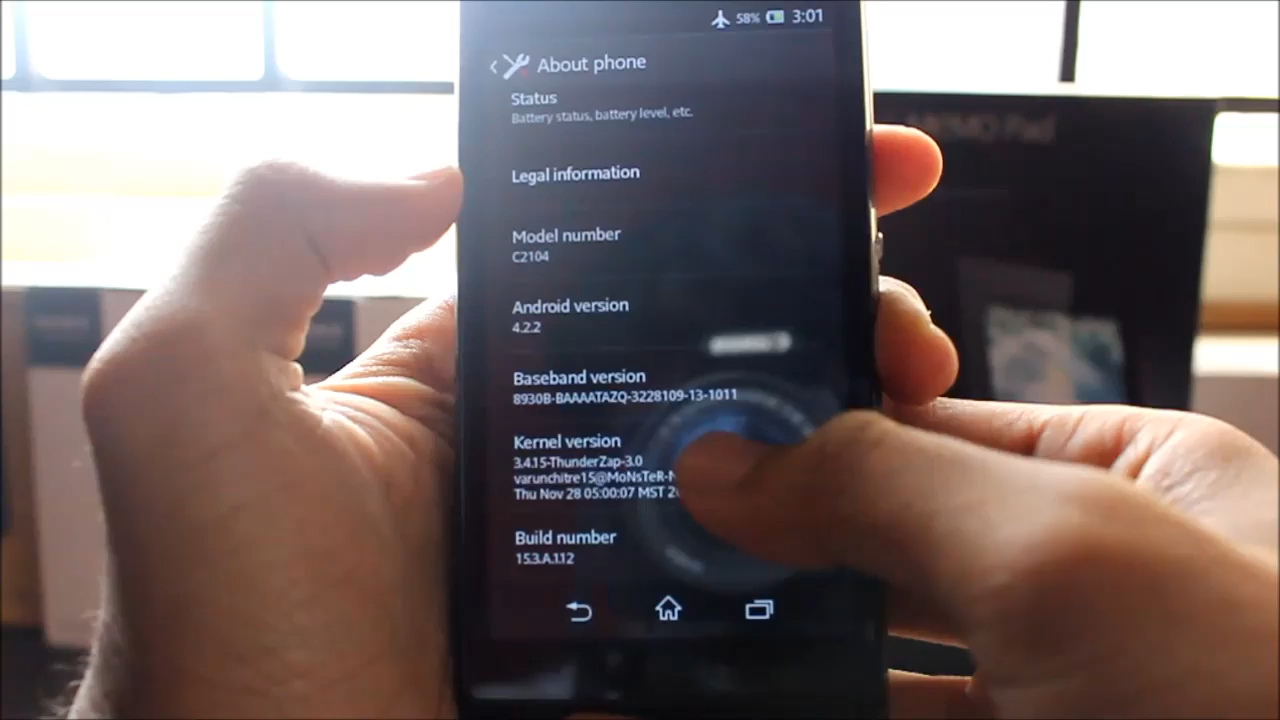 58% 3:01
About phone
Status
Battery status, battery level, etc.
Legal information
Model number
C2104
Android version
4.2.2
Baseband version
8930B-BAAAATAZQ-3228109-13-1011
Kernel version
3.4.15-ThunderZap-3.0
varunchitre15@MoNsTeR-
Thu Nov 28 05:00:07 MST
Build number
15.3.A.1.12
Pad